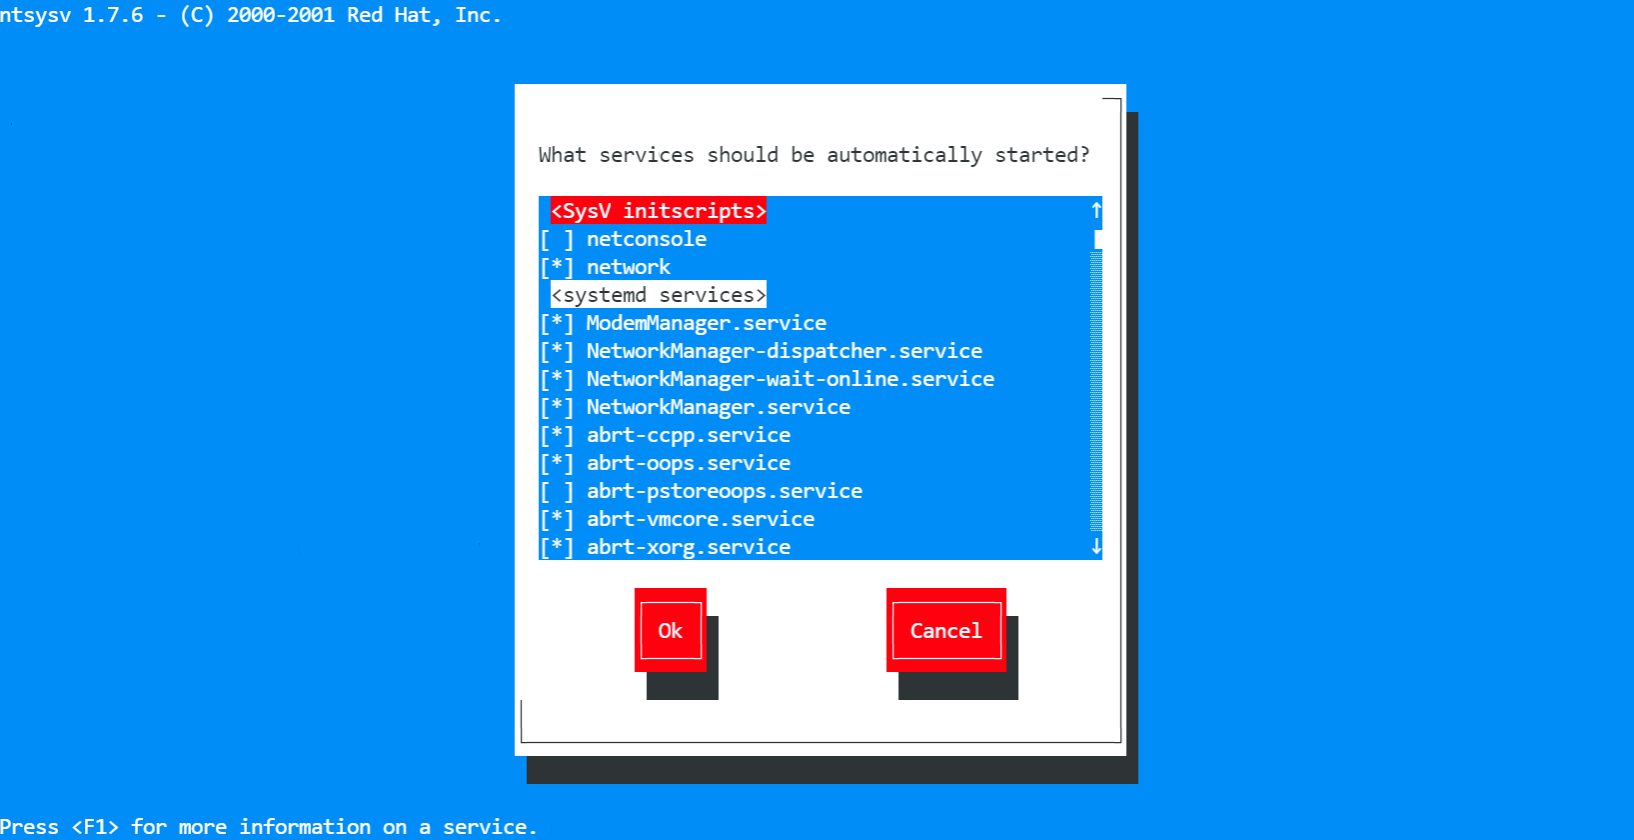 ntsysv 1.7.6 - (C) 2000-2001 Red Hat, Inc.
What services should be automatically started?
<SysV initscripts> ↑
[ ] netconsole
[*] network
<systemd services>
[*] ModemManager.service
[*] NetworkManager-dispatcher.service
[*] NetworkManager-wait-online.service
[*] NetworkManager.service
[*] abrt-ccpp.service
[*] abrt-oops.service
[ ] abrt-pstoreoops.service
[*] abrt-vmcore.service
[*] abrt-xorg.service ↓
Ok Cancel
Press <F1> for more information on a service.